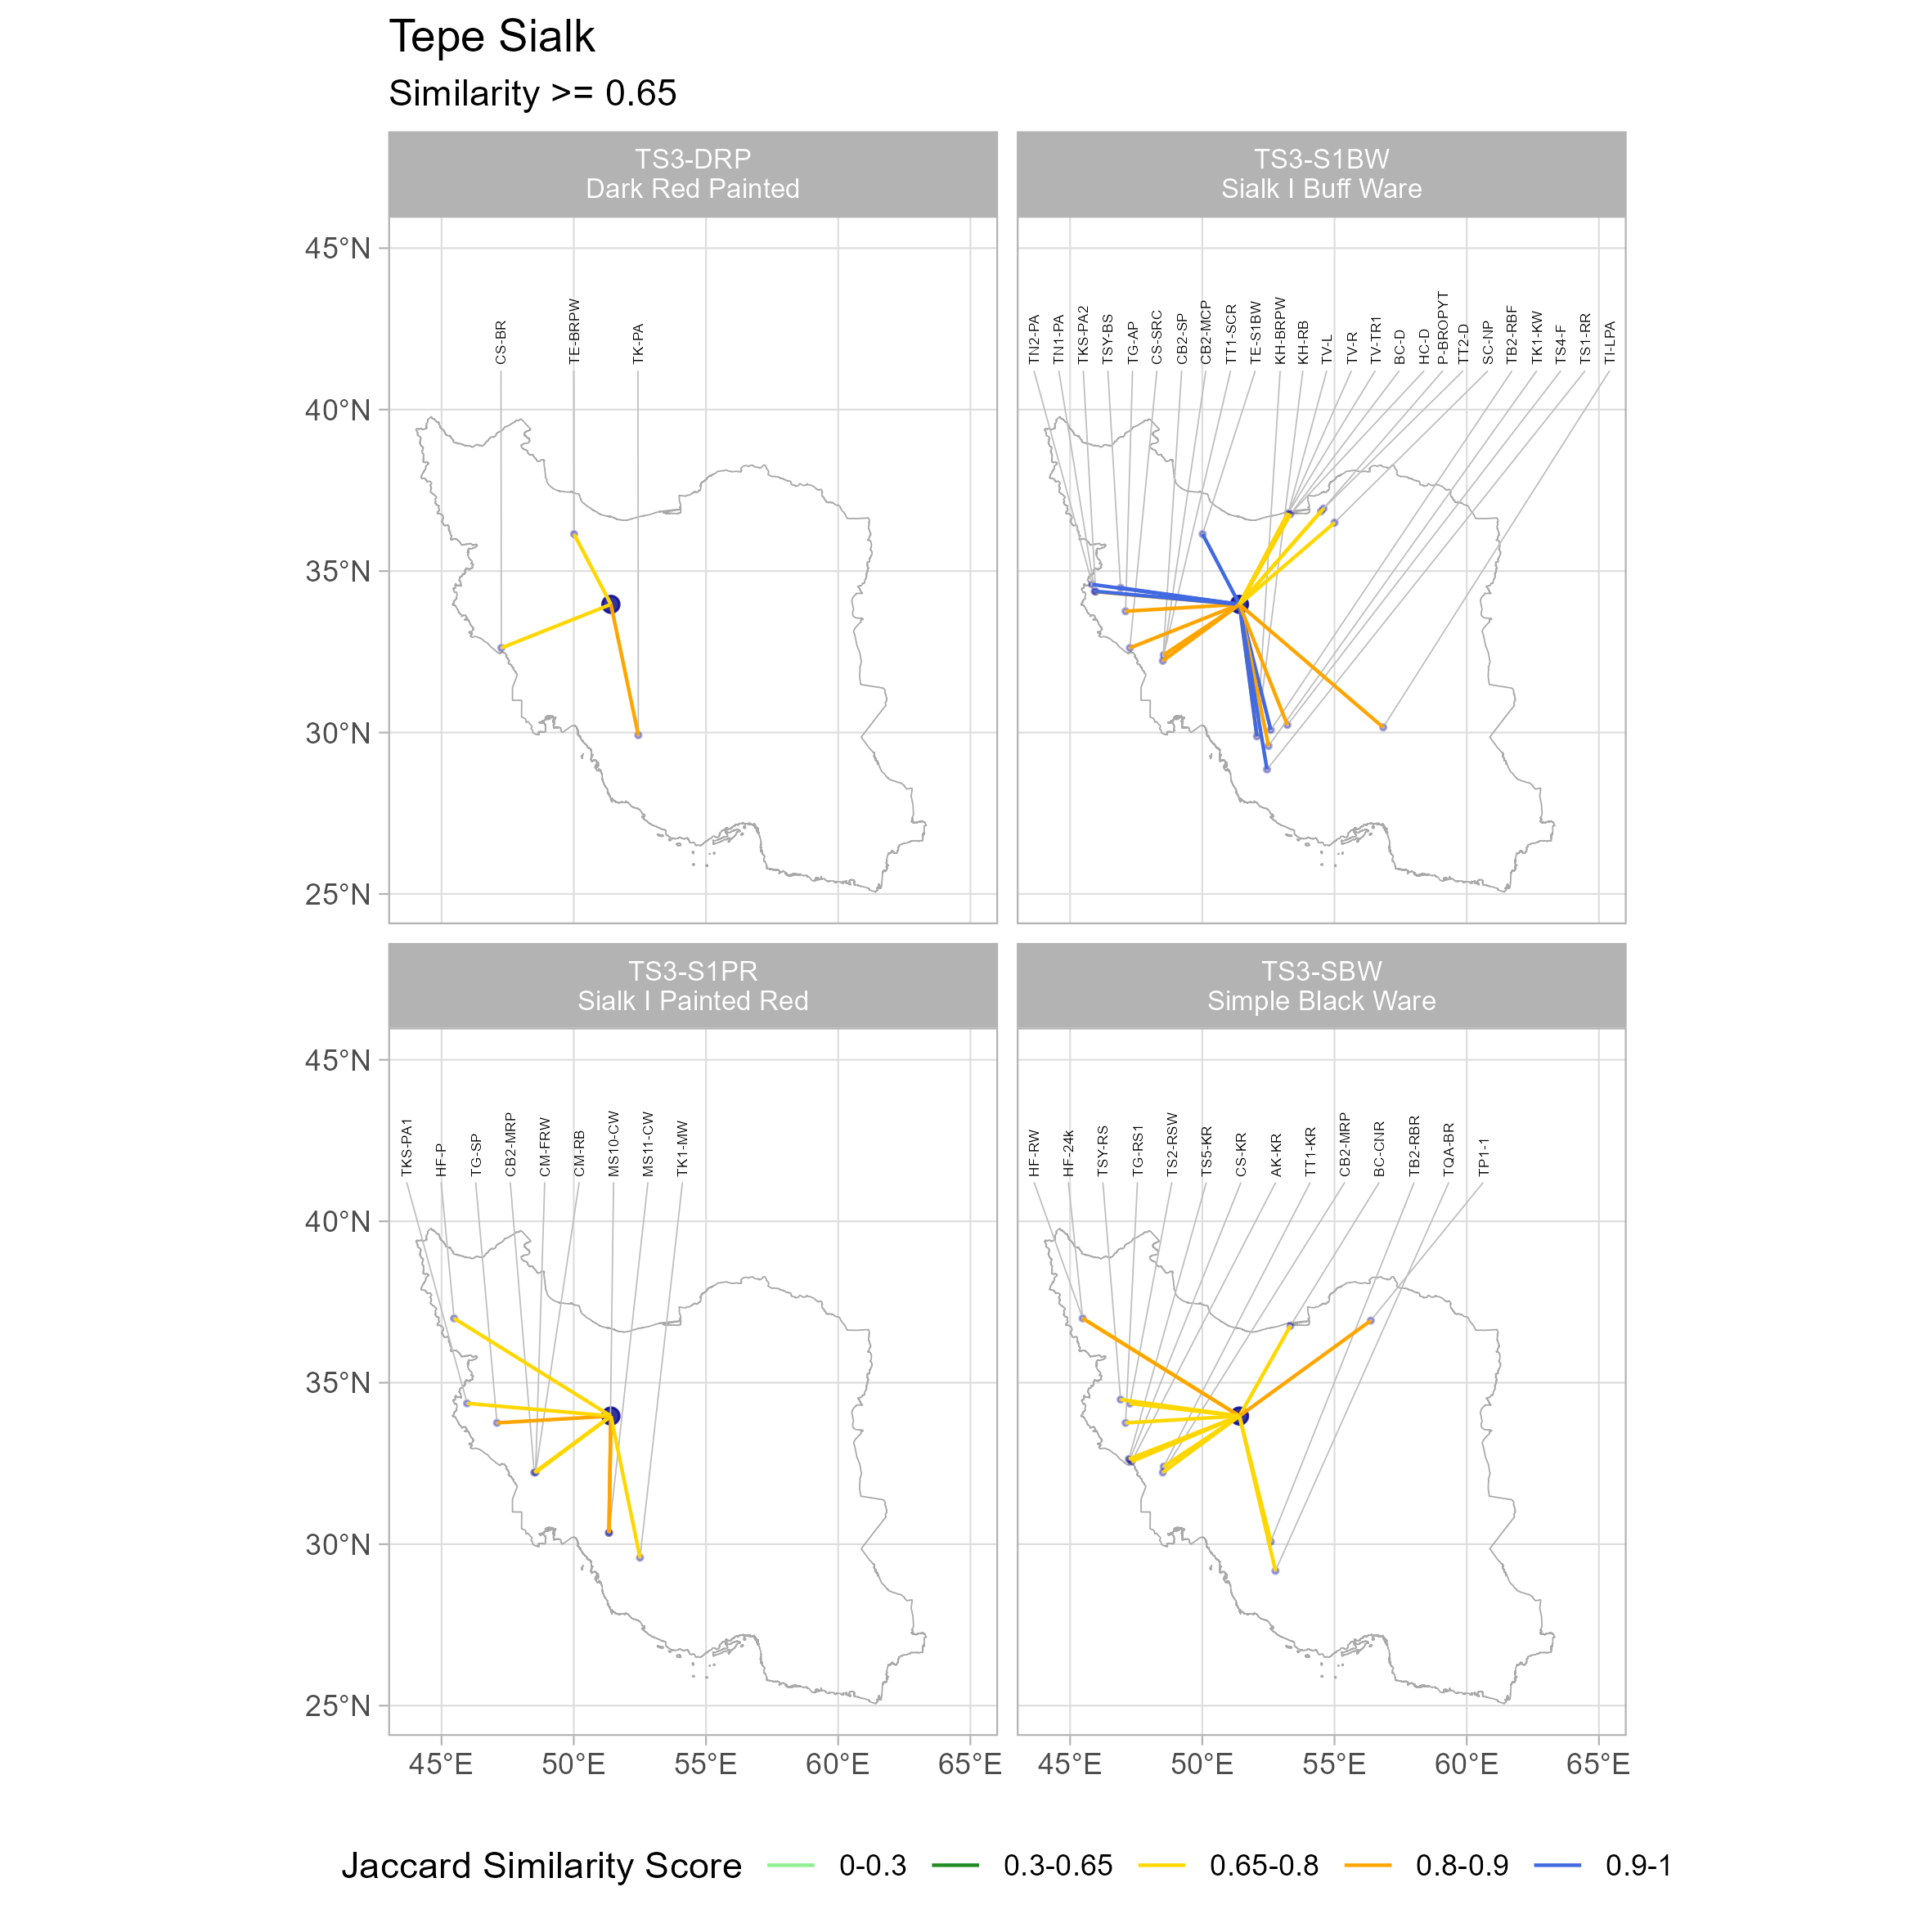 Tepe Sialk
Similarity >= 0.65
TS3-DRP
Dark Red Painted
TS3-S1BW
Sialk I Buff Ware
45°N
40°N
35°N
30°N
25°N
CS-BR
TE-BRPW
TK-PA
TN2-PA
TN1-PA
TKS-PA2
TSY-BS
TG-AP
CS-SRC
CB2-SP
CB2-MCP
TT1-SCR
TE-S1BW
KH-BRPW
KH-RB
TV-L
TV-R
TV-TR1
BC-D
HC-D
P-BROPYT
TT2-D
SC-NP
TB2-RBF
TK1-KW
TS4-F
TS1-RR
TI-LPA
TS3-S1PR
Sialk I Painted Red
TS3-SBW
Simple Black Ware
45°N
40°N
35°N
30°N
25°N
TKS-PA1
HF-P
TG-SP
CB2-MRP
CM-FRW
CM-RB
MS10-CW
MS11-CW
TK1-MW
HF-RW
HF-24k
TSY-RS
TG-RS1
TS2-RSW
TS5-KR
CS-KR
AK-KR
TT1-KR
CB2-MRP
BC-CNR
TB2-RBR
TQA-BR
TP1-1
45°E 50°E 55°E 60°E 65°E 45°E 50°E 55°E 60°E 65°E
Jaccard Similarity Score 0-0.3 0.3-0.65 0.65-0.8 0.8-0.9 0.9-1